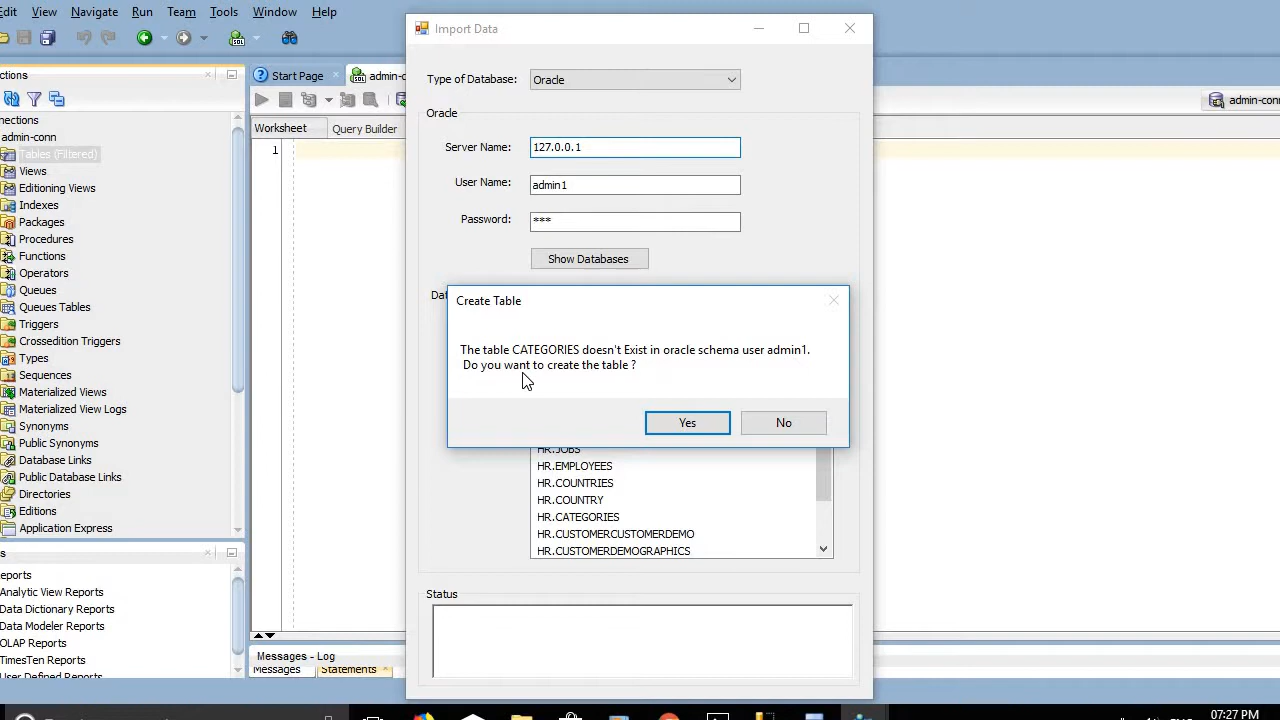 View
Navigate
Run
Team
Tools
Window
Help
Import Data
Start Page
Worksheet
Query Builder
1
admin-conn
Tables (Filtered)
Views
Editioning Views
Indexes
Packages
Procedures
Functions
Operators
Queues
Queues Tables
Triggers
Crossedition Triggers
Types
Sequences
Materialized Views
Materialized View Logs
Synonyms
Public Synonyms
Database Links
Public Database Links
Directories
Editions
Application Express
Analytic View Reports
Data Dictionary Reports
Data Modeler Reports
OLAP Reports
TimesTen Reports
Type of Database:
Oracle
Oracle
Server Name:
127.0.0.1
User Name:
admin1
Password:
***
Show Databases
Create Table
The table CATEGORIES doesn't Exist in oracle schema user admin1.
Do you want to create the table ?
Yes
No
HR.JOBS
HR.EMPLOYEES
HR.COUNTRIES
HR.COUNTRY
HR.CATEGORIES
HR.CUSTOMERCUSTOMERDEMO
HR.CUSTOMERDEMOGRAPHICS
Status
Messages - Log
Messages
Statements
07:27 PM